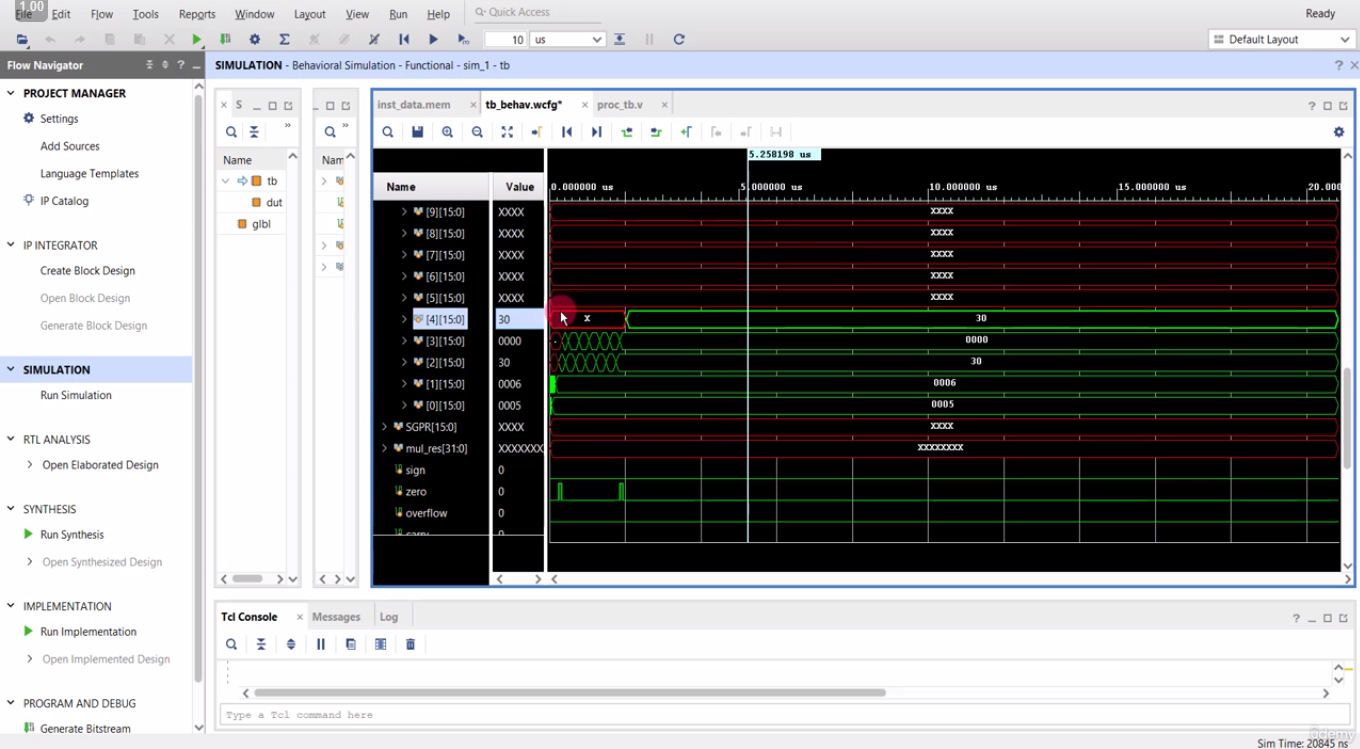 1.00
File Edit Flow Tools Reports Window Layout View Run Help Quick Access Ready
10 us Default Layout
Flow Navigator ? SIMULATION - Behavioral Simulation - Functional - sim_1 - tb ?
PROJECT MANAGER
Settings
Add Sources
Language Templates
IP Catalog
IP INTEGRATOR
Create Block Design
Open Block Design
Generate Block Design
SIMULATION
Run Simulation
RTL ANALYSIS
Open Elaborated Design
SYNTHESIS
Run Synthesis
Open Synthesized Design
IMPLEMENTATION
Run Implementation
Open Implemented Design
PROGRAM AND DEBUG
Generate Bitstream
S
Name
tb
dut
glbl
Nam
inst_data.mem tb_behav.wcfg* proc_tb.v ?
5.258198 us
Name Value 0.000000 us 5.000000 us 10.000000 us 15.000000 us 20.000
[9][15:0] XXXX XXXX
[8][15:0] XXXX XXXX
[7][15:0] XXXX XXXX
[6][15:0] XXXX XXXX
[5][15:0] XXXX XXXX
[4][15:0] 30 X 30
[3][15:0] 0000 0000
[2][15:0] 30 30
[1][15:0] 0006 0006
[0][15:0] 0005 0005
SGPR[15:0] XXXX XXXX
mul_res[31:0] XXXXXXX XXXXXXXX
sign 0
zero 0
overflow 0
carry 0
Tcl Console Messages Log ?
Type a Tcl command here
Udemy
Sim Time: 20845 ns